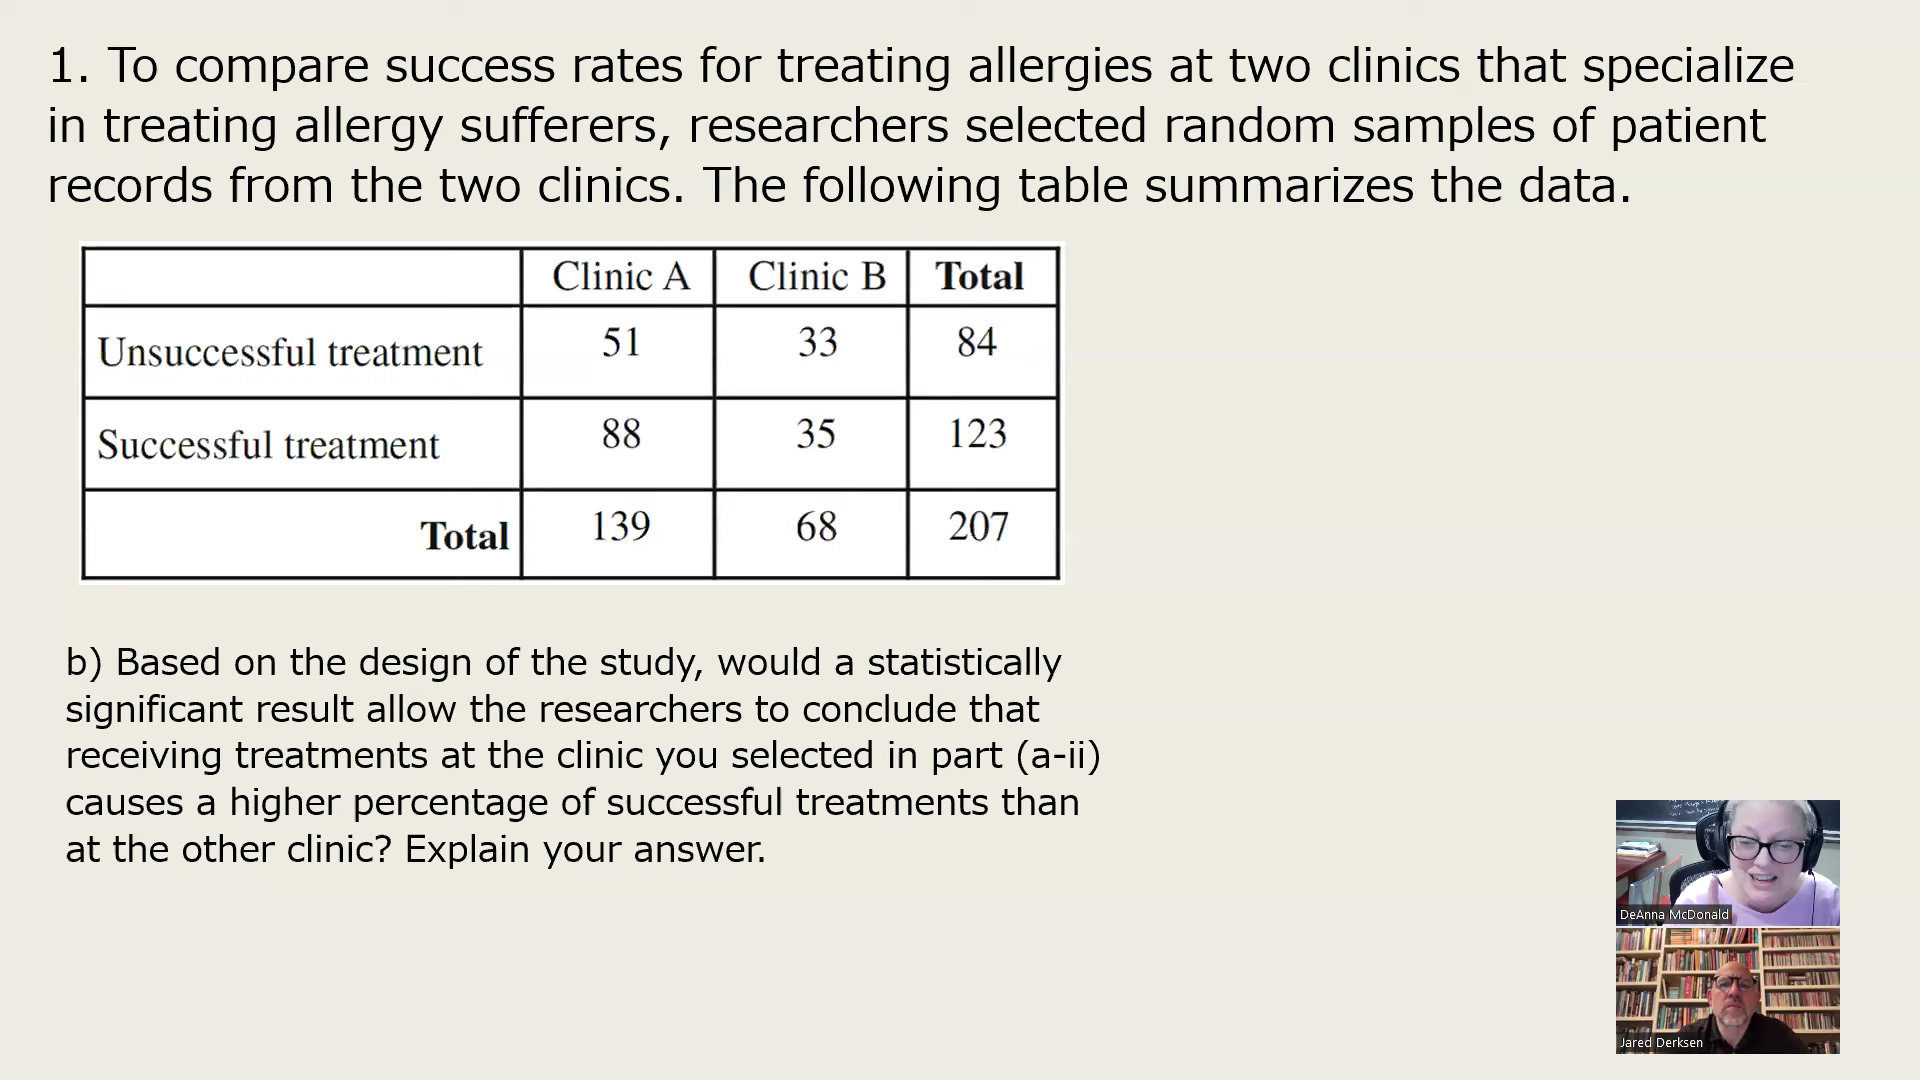 1. To compare success rates for treating allergies at two clinics that specialize
in treating allergy sufferers, researchers selected random samples of patient
records from the two clinics. The following table summarizes the data.
Clinic A Clinic B Total
Unsuccessful treatment 51 33 84
Successful treatment 88 35 123
Total 139 68 207
b) Based on the design of the study, would a statistically
significant result allow the researchers to conclude that
receiving treatments at the clinic you selected in part (a-ii)
causes a higher percentage of successful treatments than
at the other clinic? Explain your answer.
DeAnna McDonald
Jared Derksen